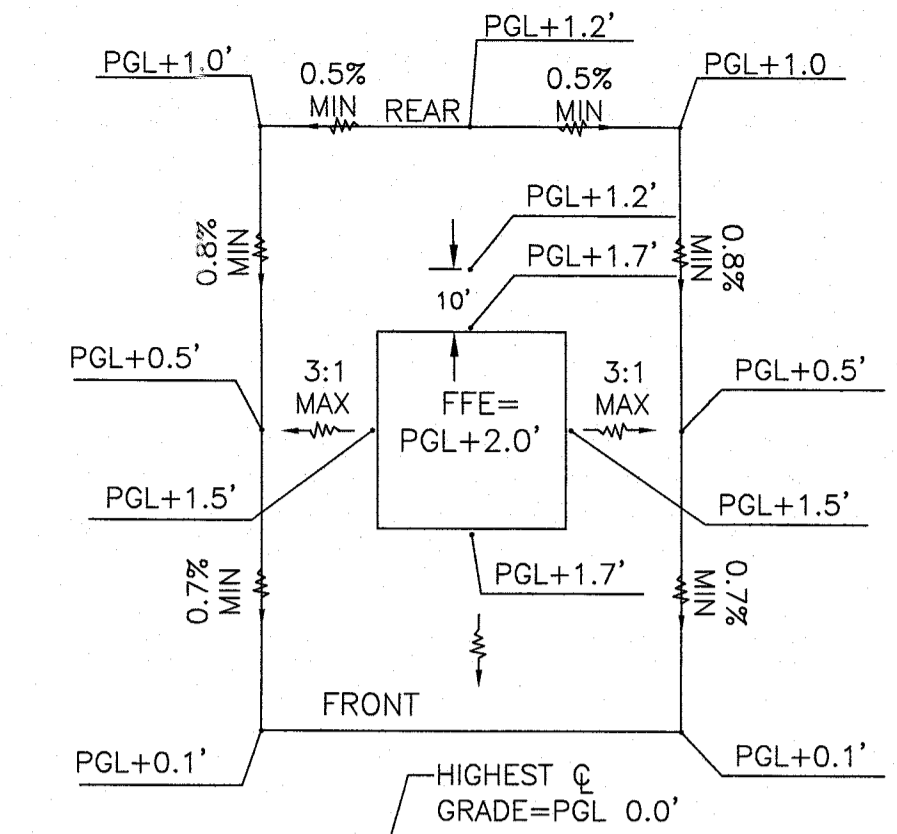 PGL+1.2'
PGL+1.0'
PGL+1.0
0.5%
MIN
REAR
0.5%
MIN
PGL+1.2'
0.8%
MIN
PGL+1.7'
0.8%
MIN
10'
PGL+0.5'
3:1
MAX
FFE=
PGL+2.0'
3:1
MAX
PGL+0.5'
PGL+1.5'
PGL+1.5'
0.7%
MIN
PGL+1.7'
0.7%
MIN
FRONT
PGL+0.1'
PGL+0.1'
HIGHEST ℄
GRADE=PGL 0.0'